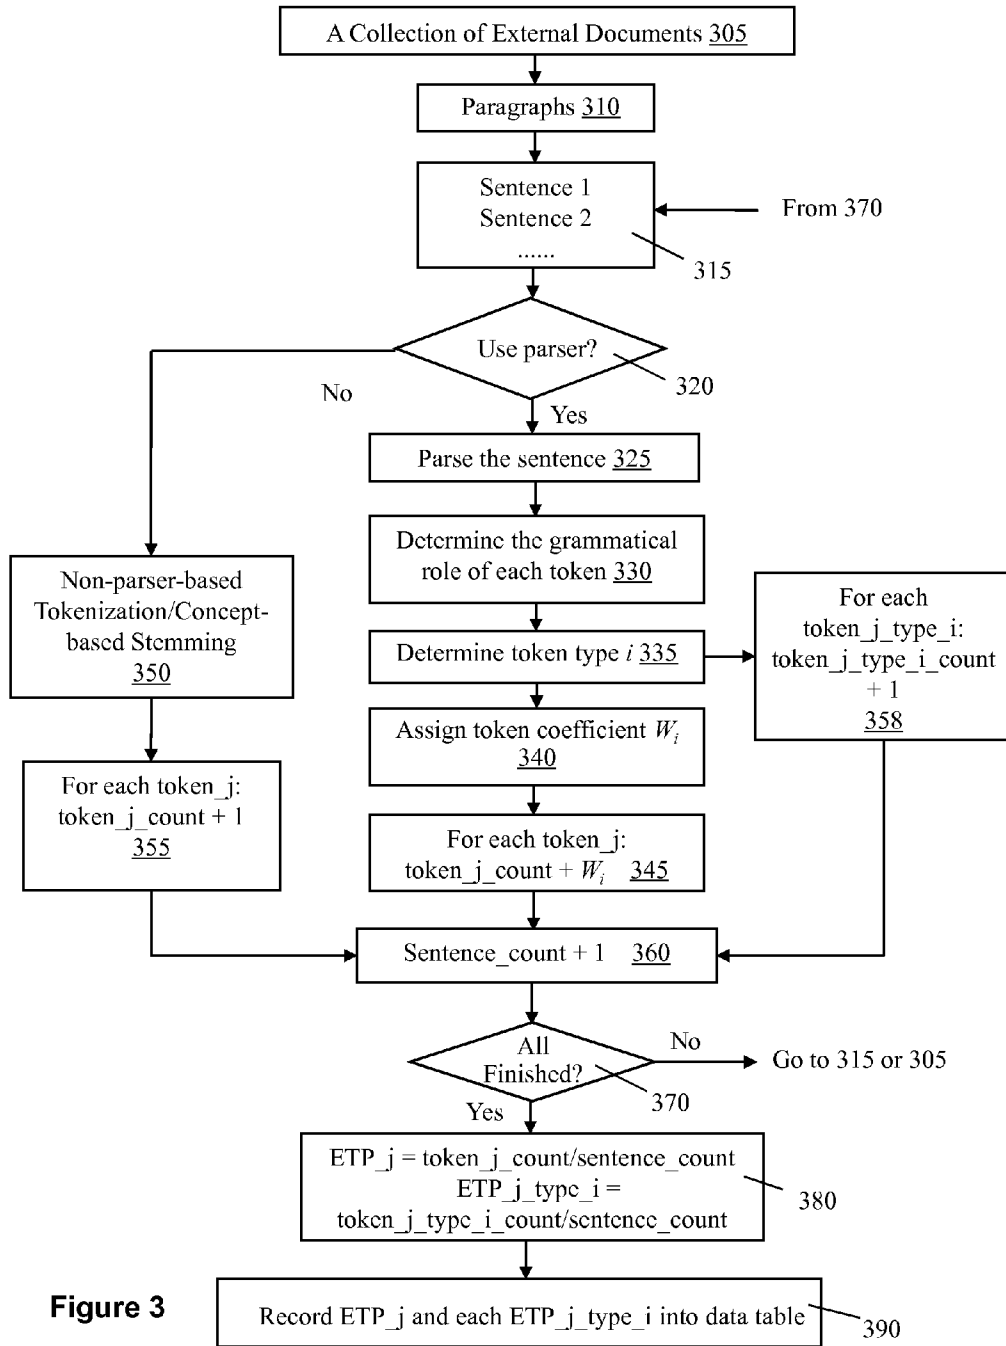 A Collection of External Documents 305
Paragraphs 310
Sentence 1
Sentence 2
......
From 370
315
Use parser?
320
No
Yes
Parse the sentence 325
Determine the grammatical
role of each token 330
Non-parser-based
Tokenization/Concept-
based Stemming
350
Determine token type i 335
For each
token_j_type_i:
token_j_type_i_count
+ 1
358
Assign token coefficient Wi
340
For each token_j:
token_j_count + 1
355
For each token_j:
token_j_count + Wi 345
Sentence_count + 1 360
All
Finished?
370
No
Go to 315 or 305
Yes
ETP_j = token_j_count/sentence_count
ETP_j_type_i =
token_j_type_i_count/sentence_count
380
Figure 3
Record ETP_j and each ETP_j_type_i into data table
390